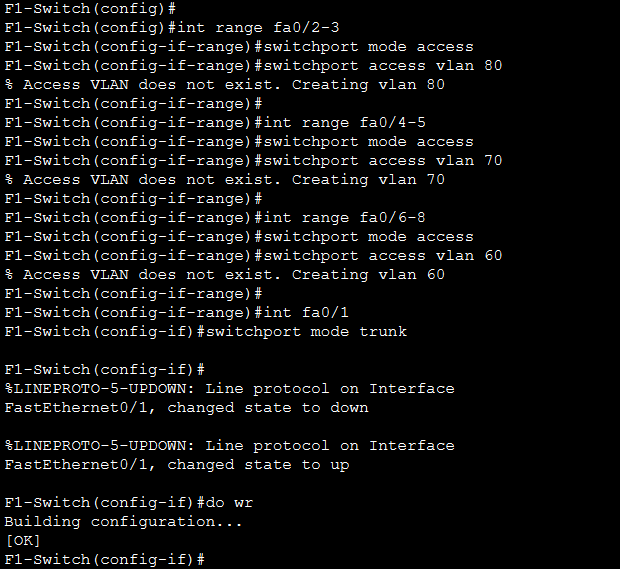 F1-Switch(config)#
F1-Switch(config)#int range fa0/2-3
F1-Switch(config-if-range)#switchport mode access
F1-Switch(config-if-range)#switchport access vlan 80
% Access VLAN does not exist. Creating vlan 80
F1-Switch(config-if-range)#
F1-Switch(config-if-range)#int range fa0/4-5
F1-Switch(config-if-range)#switchport mode access
F1-Switch(config-if-range)#switchport access vlan 70
% Access VLAN does not exist. Creating vlan 70
F1-Switch(config-if-range)#
F1-Switch(config-if-range)#int range fa0/6-8
F1-Switch(config-if-range)#switchport mode access
F1-Switch(config-if-range)#switchport access vlan 60
% Access VLAN does not exist. Creating vlan 60
F1-Switch(config-if-range)#
F1-Switch(config-if-range)#int fa0/1
F1-Switch(config-if)#switchport mode trunk
F1-Switch(config-if)#
%LINEPROTO-5-UPDOWN: Line protocol on Interface
FastEthernet0/1, changed state to down
%LINEPROTO-5-UPDOWN: Line protocol on Interface
FastEthernet0/1, changed state to up
F1-Switch(config-if)#do wr
Building configuration...
[OK]
F1-Switch(config-if)#